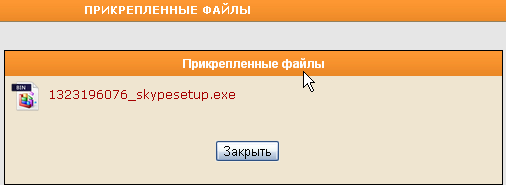 ПРИКРЕПЛЕННЫЕ ФАЙЛЫ
Прикрепленные файлы
BIN
1323196076_skypesetup.exe
Закрыть